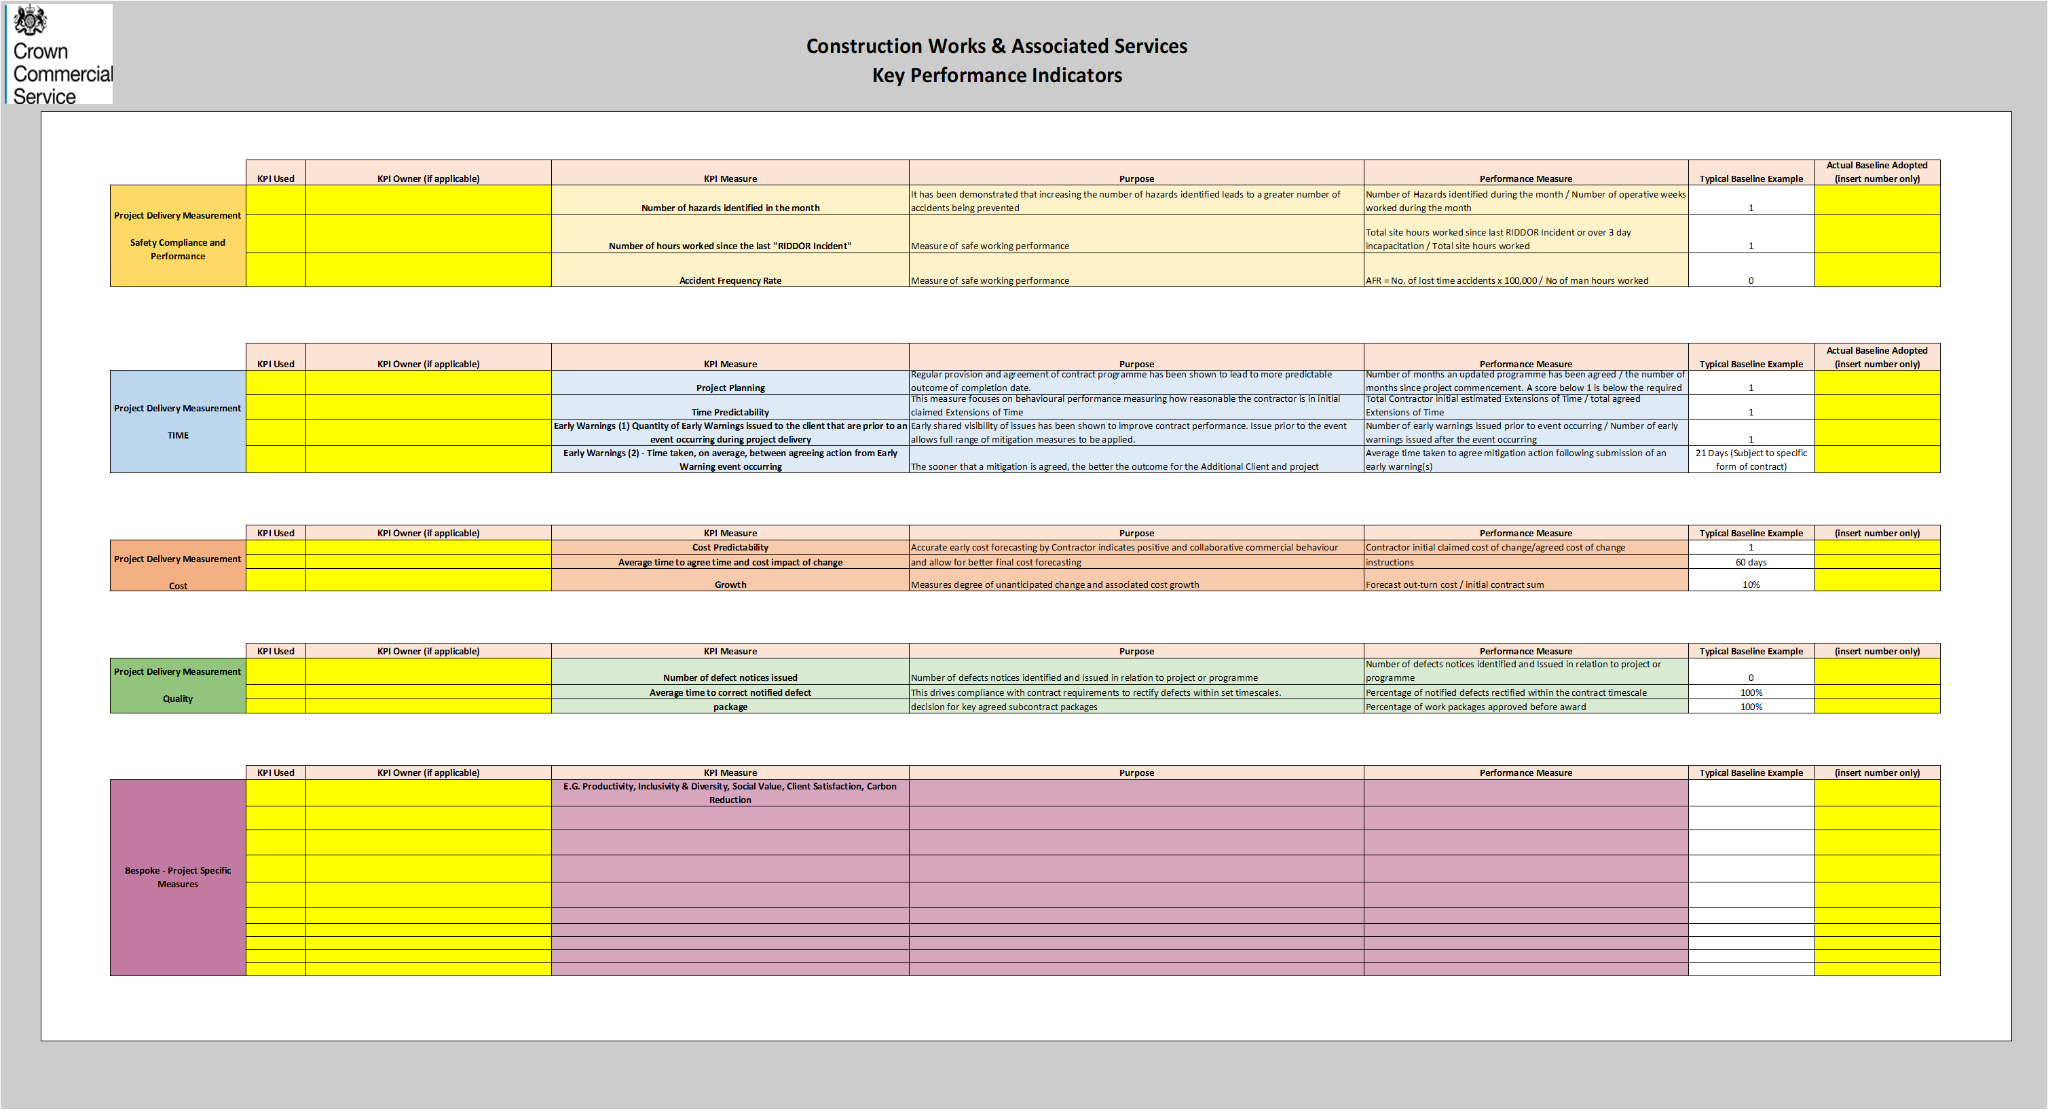 Crown
Commercial
Service
Construction Works & Associated Services
Key Performance Indicators
KPI Used
KPI Owner (if applicable)
KPI Measure
Purpose
Performance Measure
Typical Baseline Example
Actual Baseline Adopted
(insert number only)
Project Delivery Measurement
Safety Compliance and
Performance
Number of hazards identified in the month
It has been demonstrated that increasing the number of hazards identified leads to a greater number of
accidents being prevented
Number of Hazards identified during the month / Number of operative weeks
worked during the month
1
Number of hours worked since the last "RIDDOR Incident"
Measure of safe working performance
Total site hours worked since last RIDDOR Incident or over 3 day
incapacitation / Total site hours worked
1
Accident Frequency Rate
Measure of safe working performance
AFR = No. of lost time accidents x 100,000 / No of man hours worked
0
KPI Used
KPI Owner (if applicable)
KPI Measure
Purpose
Performance Measure
Typical Baseline Example
Actual Baseline Adopted
(insert number only)
Project Delivery Measurement
TIME
Project Planning
Regular provision and agreement of contract programme has been shown to lead to more predictable
outcome of completion date.
Number of months an updated programme has been agreed / the number of
months since project commencement. A score below 1 is below the required
1
Time Predictability
This measure focuses on behavioural performance measuring how reasonable the contractor is in initial
claimed Extensions of Time
Total Contractor initial estimated Extensions of Time / total agreed
Extensions of Time
1
Early Warnings (1) Quantity of Early Warnings issued to the client that are prior to an
event occurring during project delivery
Early shared visibility of issues has been shown to improve contract performance. Issue prior to the event
allows full range of mitigation measures to be applied.
Number of early warnings issued prior to event occurring / Number of early
warnings issued after the event occurring
1
Early Warnings (2) - Time taken, on average, between agreeing action from Early
Warning event occurring
The sooner that a mitigation is agreed, the better the outcome for the Additional Client and project
Average time taken to agree mitigation action following submission of an
early warning(s)
21 Days (Subject to specific
form of contract)
KPI Used
KPI Owner (if applicable)
KPI Measure
Purpose
Performance Measure
Typical Baseline Example
(insert number only)
Project Delivery Measurement
Cost
Cost Predictability
Accurate early cost forecasting by Contractor indicates positive and collaborative commercial behaviour
Contractor initial claimed cost of change/agreed cost of change
1
Average time to agree time and cost impact of change
and allow for better final cost forecasting
instructions
60 days
Growth
Measures degree of unanticipated change and associated cost growth
Forecast out-turn cost / initial contract sum
10%
KPI Used
KPI Owner (if applicable)
KPI Measure
Purpose
Performance Measure
Typical Baseline Example
(insert number only)
Project Delivery Measurement
Quality
Number of defect notices issued
Number of defects notices identified and Issued in relation to project or programme
Number of defects notices identified and Issued in relation to project or
programme
0
Average time to correct notified defect
This drives compliance with contract requirements to rectify defects within set timescales.
Percentage of notified defects rectified within the contract timescale
100%
package
decision for key agreed subcontract packages
Percentage of work packages approved before award
100%
KPI Used
KPI Owner (if applicable)
KPI Measure
Purpose
Performance Measure
Typical Baseline Example
(insert number only)
Bespoke - Project Specific
Measures
E.G. Productivity, Inclusivity & Diversity, Social Value, Client Satisfaction, Carbon
Reduction